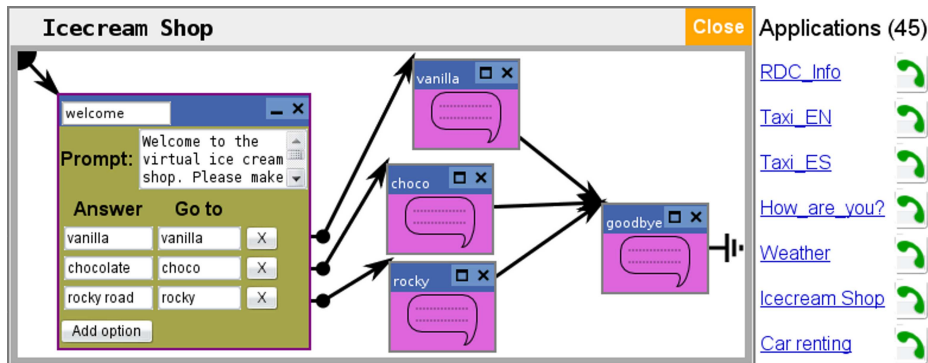 Icecream Shop
Close
Applications (45)
welcome
Prompt:
Welcome to the
virtual ice cream
shop. Please make
Answer Go to
vanilla vanilla X
chocolate choco X
rocky road rocky X
Add option
vanilla
choco
rocky
goodbye
RDC_Info
Taxi_EN
Taxi_ES
How_are_you?
Weather
Icecream Shop
Car renting